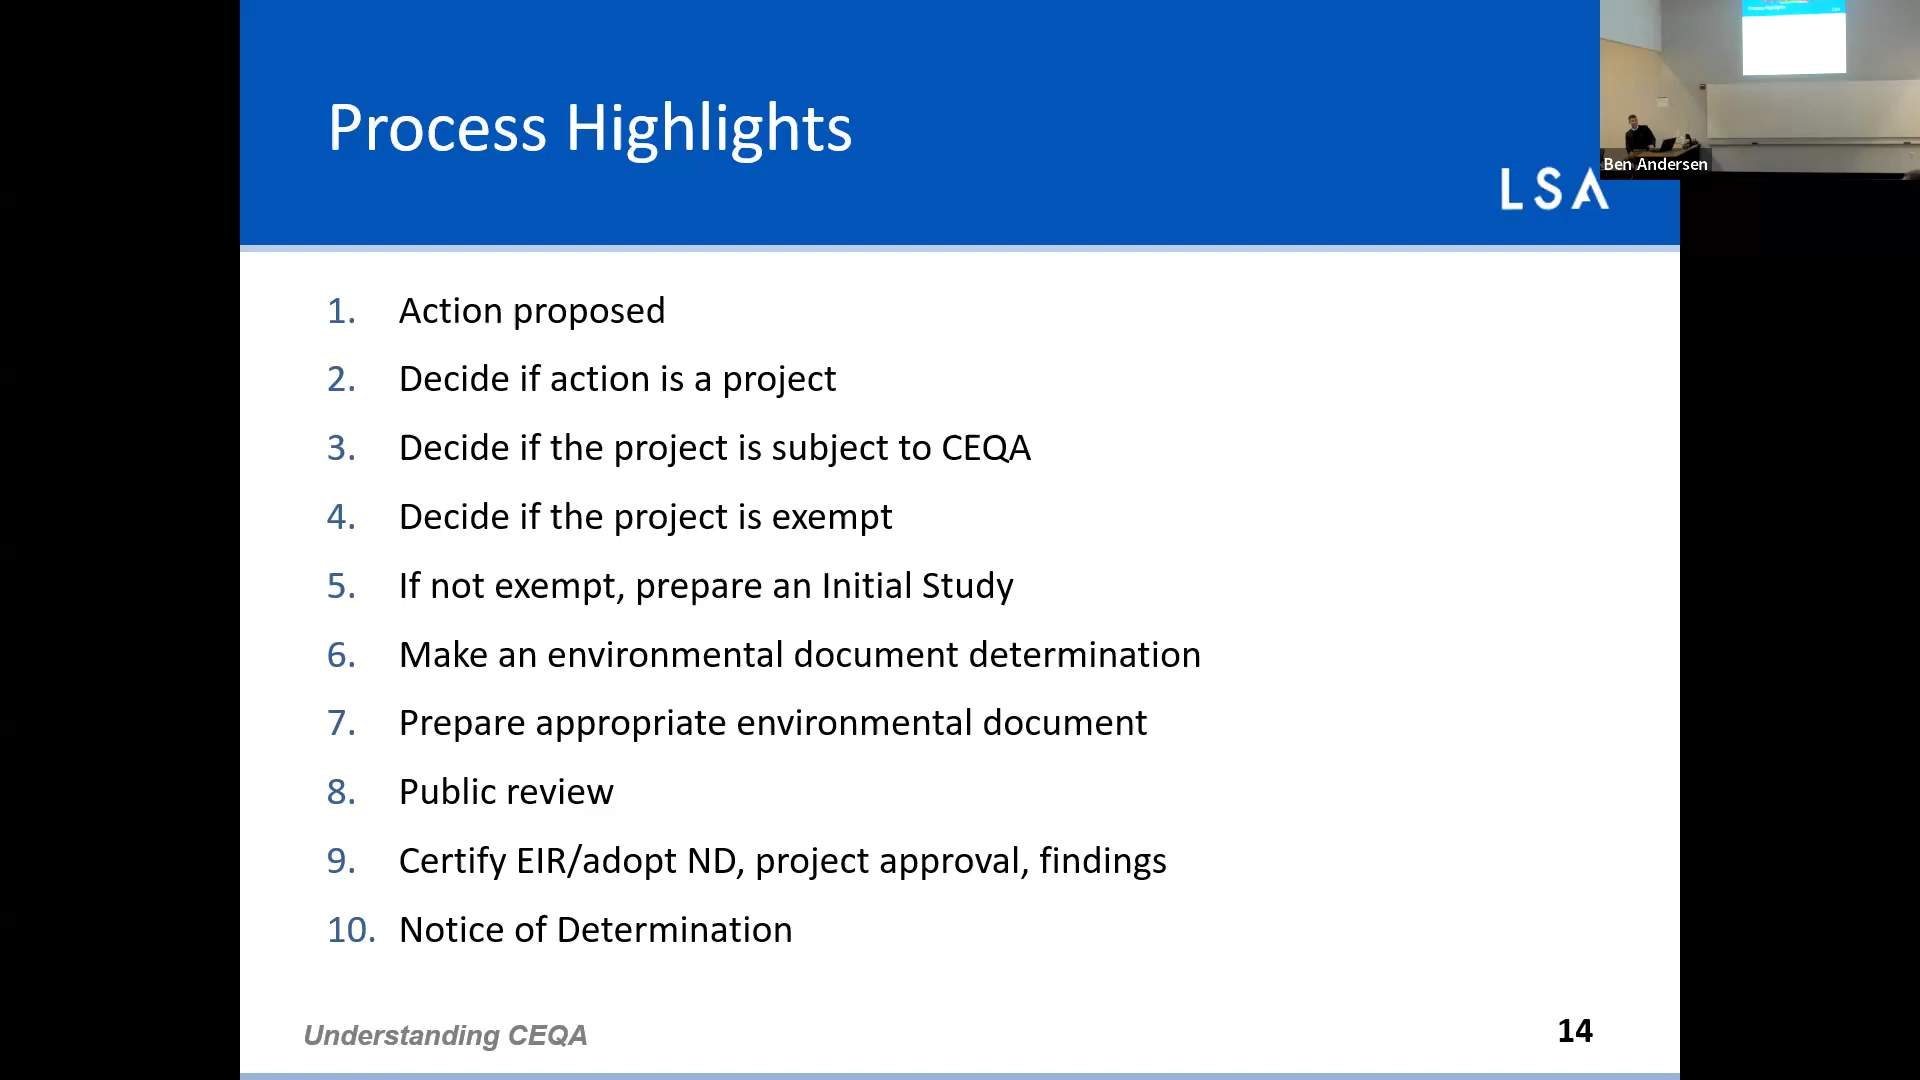 Process Highlights
LSA
Ben Andersen
1. Action proposed
2. Decide if action is a project
3. Decide if the project is subject to CEQA
4. Decide if the project is exempt
5. If not exempt, prepare an Initial Study
6. Make an environmental document determination
7. Prepare appropriate environmental document
8. Public review
9. Certify EIR/adopt ND, project approval, findings
10. Notice of Determination
Understanding CEQA
14